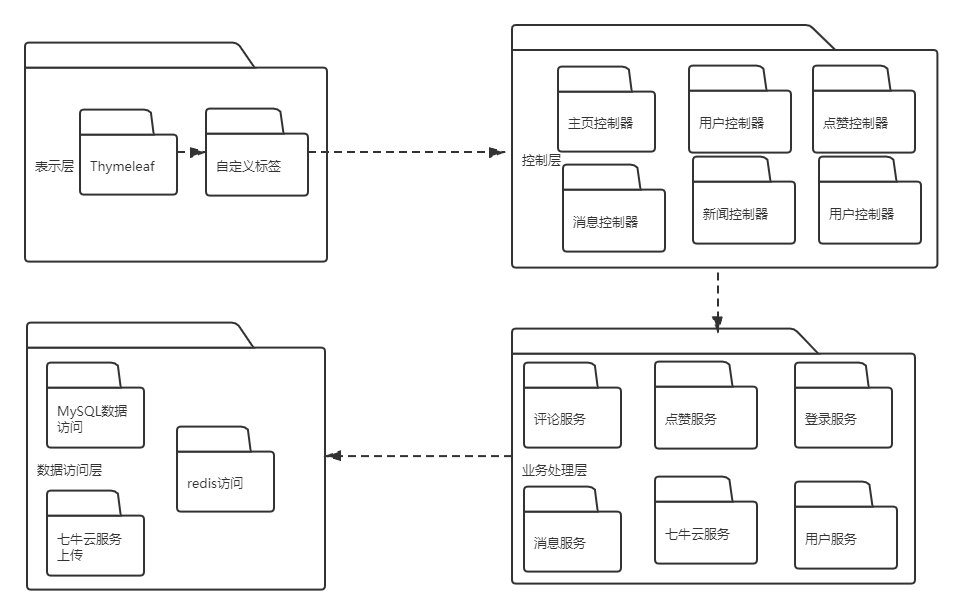 表示层
Thymeleaf
自定义标签
控制层
主页控制器
用户控制器
点赞控制器
消息控制器
新闻控制器
用户控制器
数据访问层
MySQL数据
访问
redis访问
七牛云服务
上传
业务处理层
评论服务
点赞服务
登录服务
消息服务
七牛云服务
用户服务